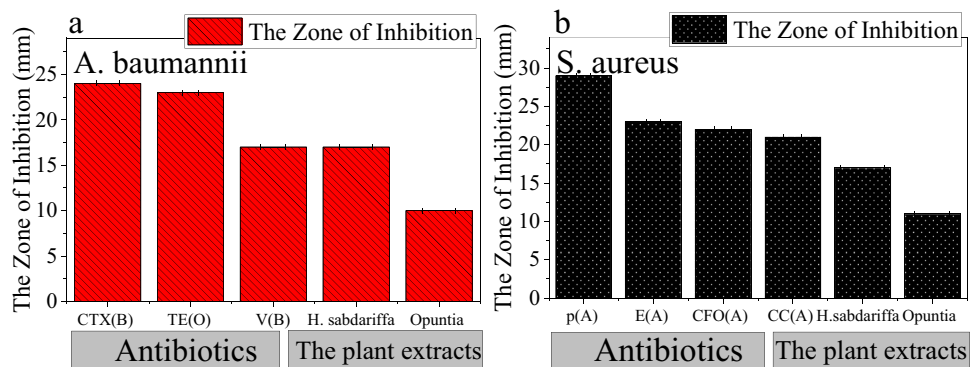 a
The Zone of Inhibition
A. baumannii
The Zone of Inhibition (mm)
25
20
15
10
5
0
CTX(B) TE(O) V(B) H. sabdariffa Opuntia
Antibiotics The plant extracts
b
The Zone of Inhibition
S. aureus
The Zone of Inhibition (mm)
30
25
20
15
10
5
0
p(A) E(A) CFO(A) CC(A) H.sabdariffa Opuntia
Antibiotics The plant extracts